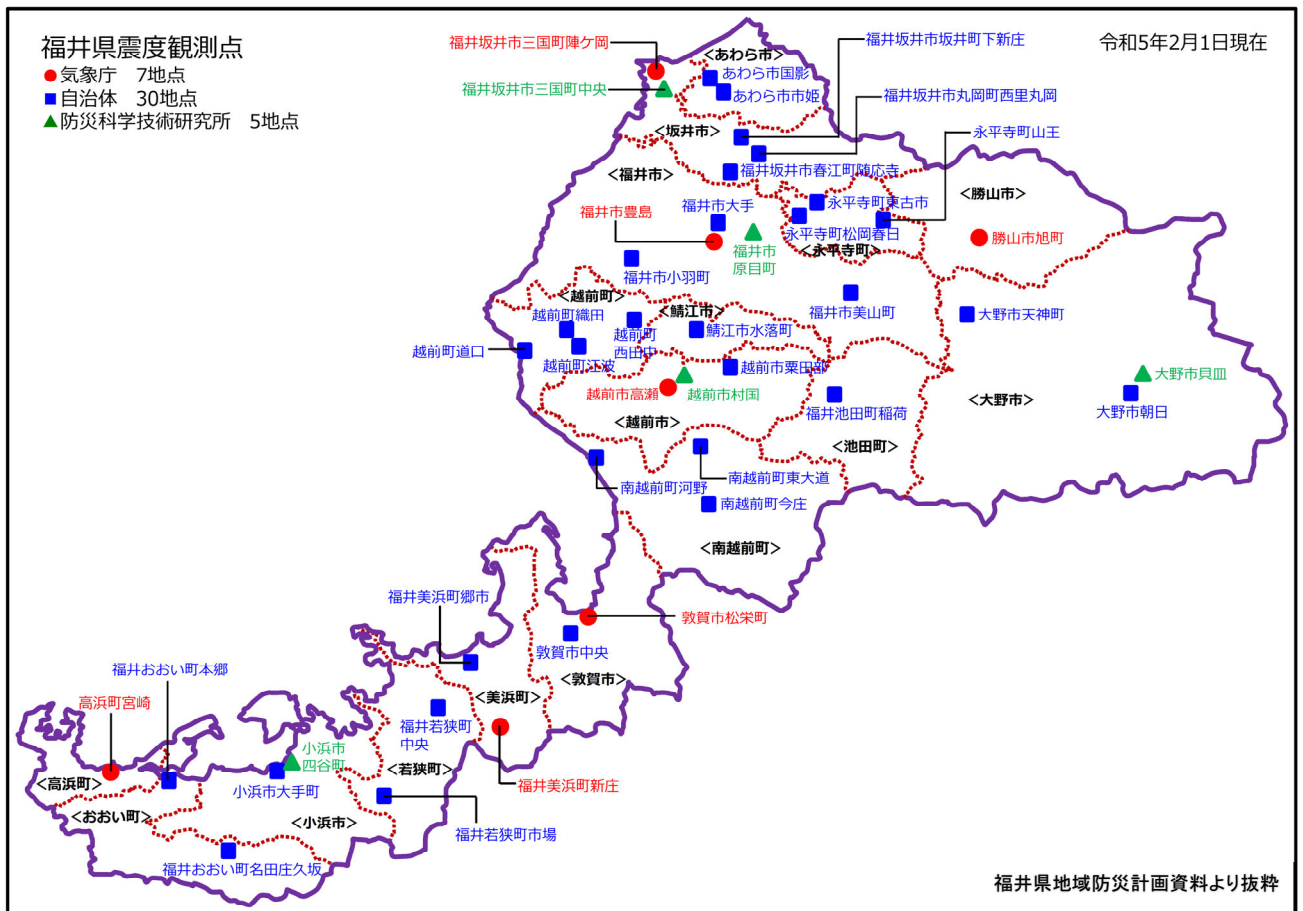 福井県震度観測点
気象庁 7地点
自治体 30地点
防災科学技術研究所 5地点
令和5年2月1日現在
福井坂井市三国町陣ケ岡
福井坂井市三国町中央
<あわら市>
あわら市国影
あわら市市姫
福井坂井市坂井町下新庄
福井坂井市丸岡町西里丸岡
<坂井市>
永平寺町山王
福井坂井市春江町随応寺
<福井市>
<勝山市>
福井市大手
永平寺町東古市
福井市豊島
永平寺町松岡春日
勝山市旭町
福井市
原目町
<永平寺町>
福井市小羽町
<越前町>
福井市美山町
<鯖江市>
大野市天神町
越前町織田
越前町
西田中
鯖江市水落町
越前町道口
越前町江波
越前市粟田部
大野市貝皿
越前市高瀬
越前市村国
<大野市>
大野市朝日
福井池田町稲荷
<越前市>
<池田町>
南越前町河野
南越前町東大道
南越前町今庄
<南越前町>
福井美浜町郷市
敦賀市松栄町
敦賀市中央
福井おおい町本郷
<敦賀市>
<美浜町>
高浜町宮崎
福井若狭町
中央
小浜市
四谷町
<若狭町>
<高浜町>
福井美浜町新庄
小浜市大手町
<おおい町>
<小浜市>
福井若狭町市場
福井おおい町名田庄久坂
福井県地域防災計画資料より抜粋